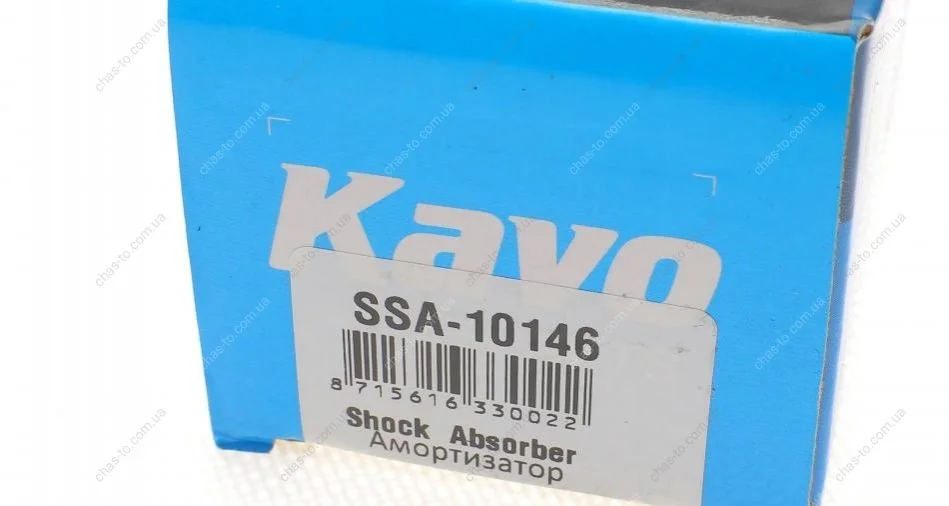 Kavo
SSA-10146
8 715616 330022
Shock Absorber
Амортизатор
chas-to.com.ua